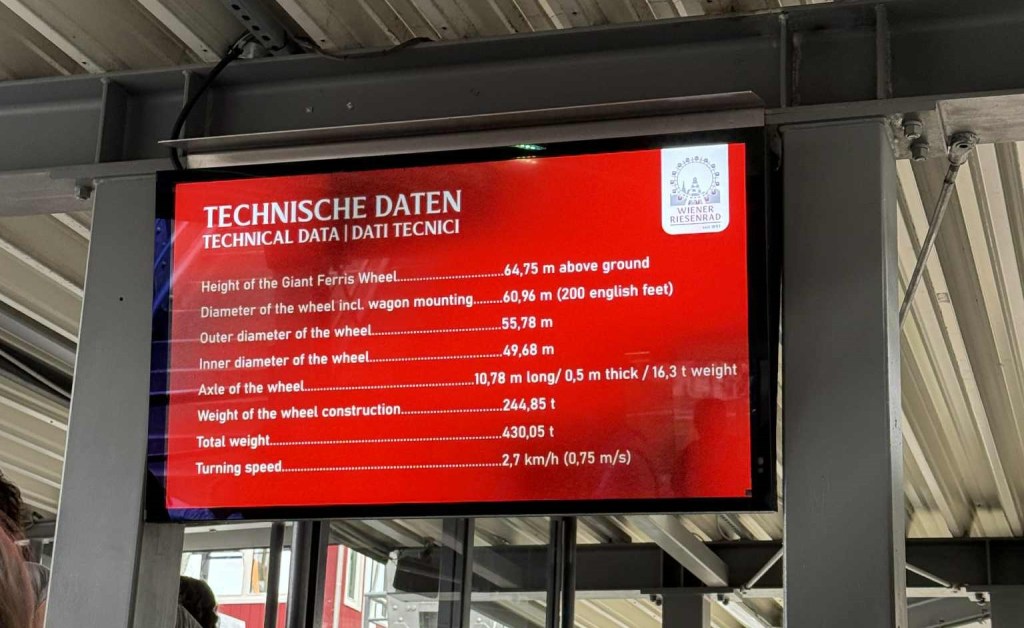 TECHNISCHE DATEN
TECHNICAL DATA | DATI TECNICI
WIENER
RIESENRAD
Height of the Giant Ferris Wheel..............................64,75 m above ground
Diameter of the wheel incl. wagon mounting........60,96 m (200 english feet)
Outer diameter of the wheel.....................................55,78 m
Inner diameter of the wheel......................................49,68 m
Axle of the wheel................................................10,78 m long/ 0,5 m thick / 16,3 t weight
Weight of the wheel construction.............................244,85 t
Total weight................................................................430,05 t
Turning speed.............................................................2,7 km/h (0,75 m/s)